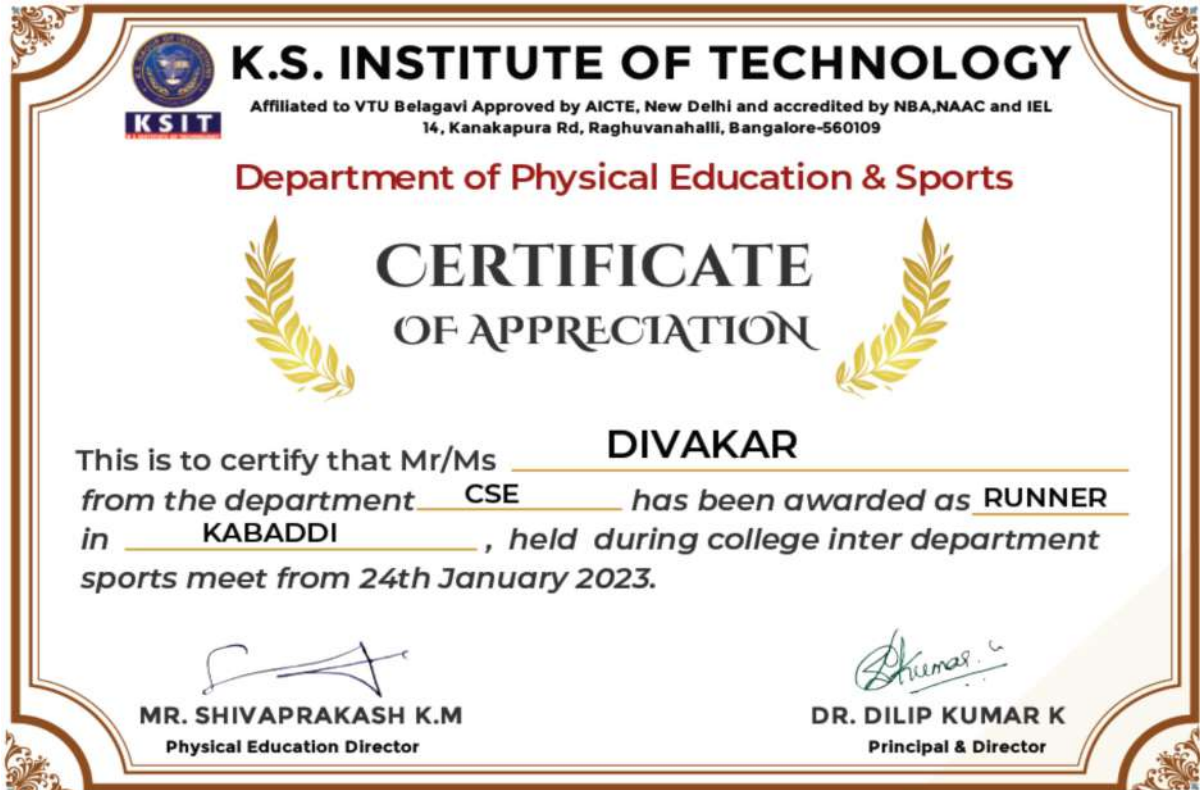 K.S. INSTITUTE OF TECHNOLOGY
Affiliated to VTU Belagavi Approved by AICTE, New Delhi and accredited by NBA,NAAC and IEL
14, Kanakapura Rd, Raghuvanahalli, Bangalore-560109
KSIT
Department of Physical Education & Sports
CERTIFICATE
OF APPRECIATION
This is to certify that Mr/Ms DIVAKAR
from the department CSE has been awarded as RUNNER
in KABADDI , held during college inter department
sports meet from 24th January 2023.
Kumar. G
MR. SHIVAPRAKASH K.M DR. DILIP KUMAR K
Physical Education Director Principal & Director